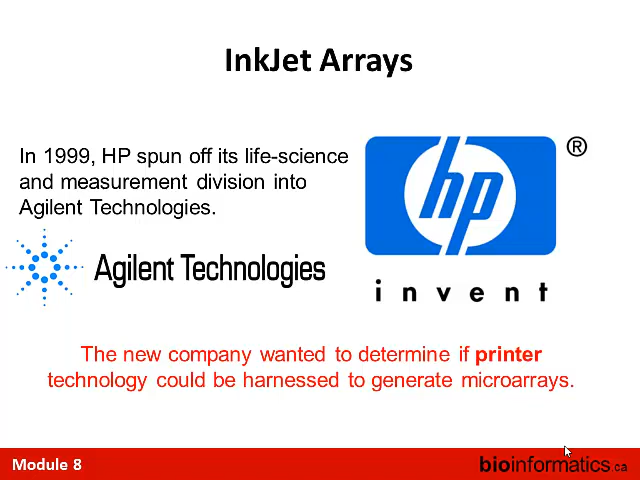 InkJet Arrays
In 1999, HP spun off its life-science
and measurement division into
Agilent Technologies.
Agilent Technologies
hp
®
invent
The new company wanted to determine if printer
technology could be harnessed to generate microarrays.
Module 8
bioinformatics.ca